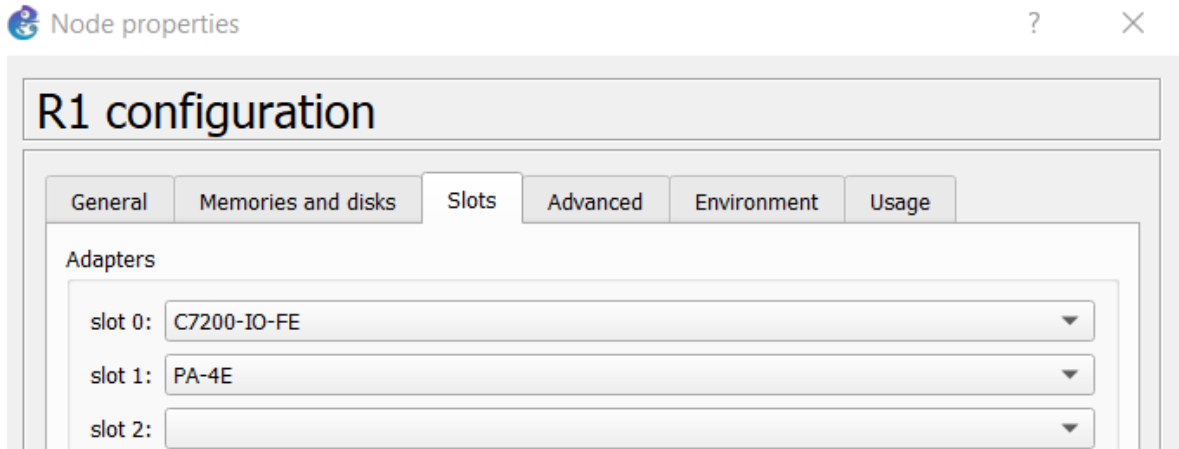 Node properties ?
R1 configuration
General Memories and disks Slots Advanced Environment Usage
Adapters
slot 0: C7200-IO-FE
slot 1: PA-4E
slot 2: